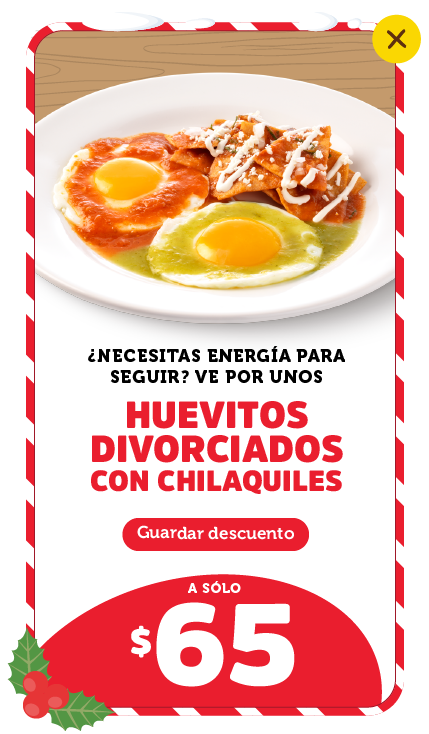 ¿NECESITAS ENERGÍA PARA
SEGUIR? VE POR UNOS
HUEVITOS
DIVORCIADOS
CON CHILAQUILES
Guardar descuento
A SÓLO
$65